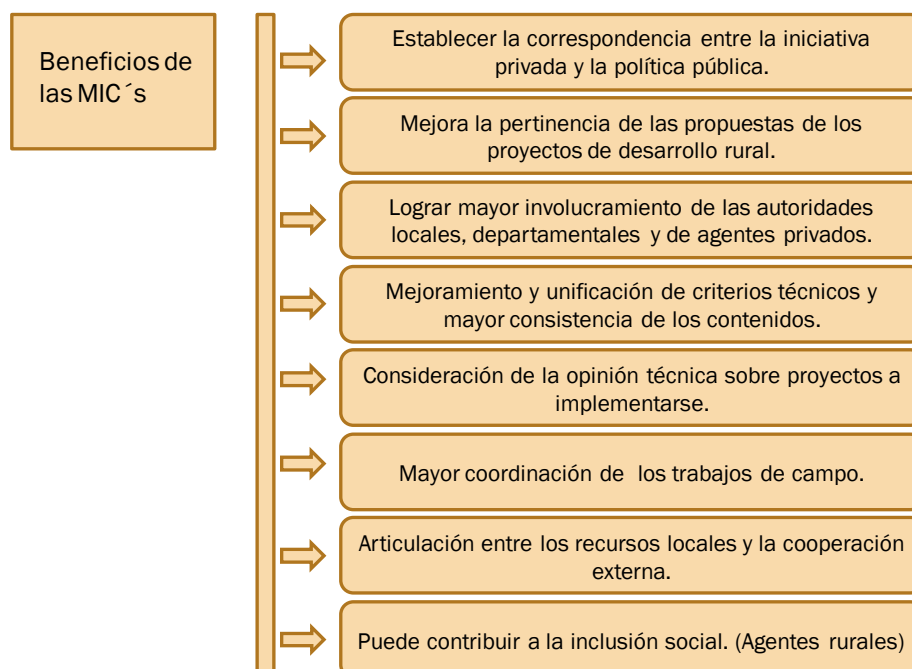 Beneficios de
las MIC´s
Establecer la correspondencia entre la iniciativa
privada y la política pública.
Mejora la pertinencia de las propuestas de los
proyectos de desarrollo rural.
Lograr mayor involucramiento de las autoridades
locales, departamentales y de agentes privados.
Mejoramiento y unificación de criterios técnicos y
mayor consistencia de los contenidos.
Consideración de la opinión técnica sobre proyectos a
implementarse.
Mayor coordinación de los trabajos de campo.
Articulación entre los recursos locales y la cooperación
externa.
Puede contribuir a la inclusión social. (Agentes rurales)